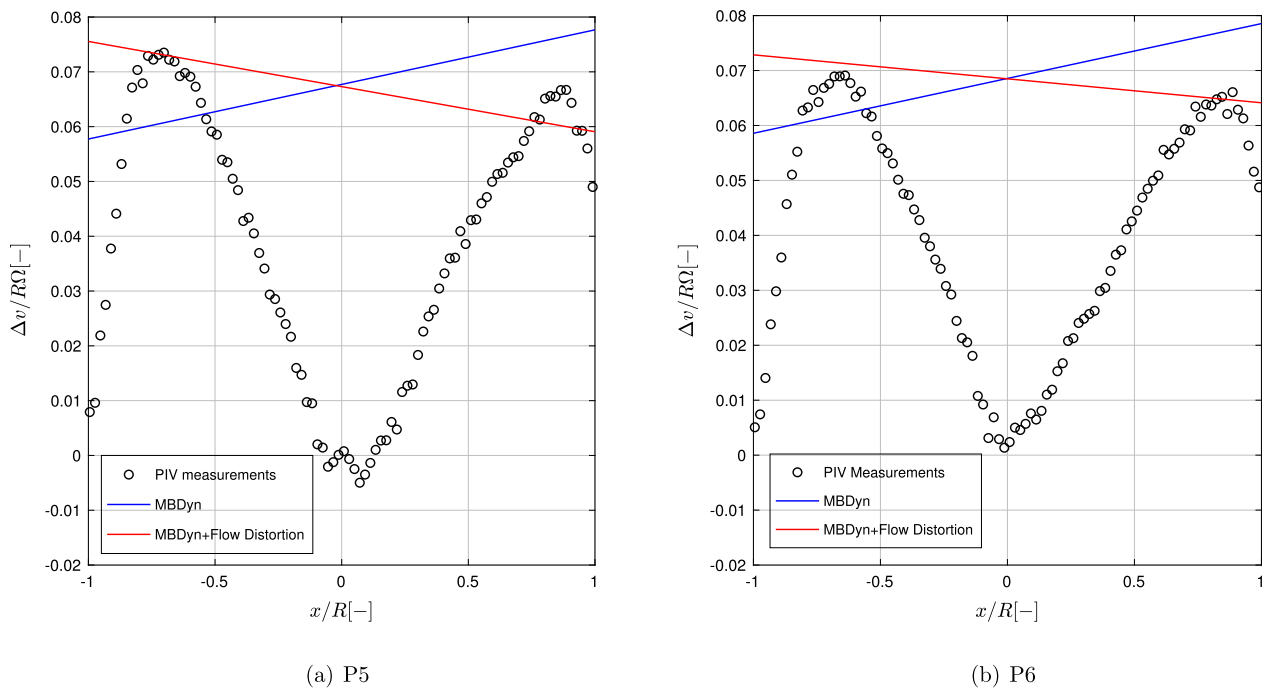 0.08
0.07
0.06
0.05
0.04
0.03
0.02
0.01
0
-0.01
-0.02
-1
-0.5
0
0.5
1
Δv/RΩ[−]
x/R[−]
PIV measurements
MBDyn
MBDyn+Flow Distortion
(a) P5
0.08
0.07
0.06
0.05
0.04
0.03
0.02
0.01
0
-0.01
-0.02
-1
-0.5
0
0.5
1
Δv/RΩ[−]
x/R[−]
PIV Measurements
MBDyn
MBDyn+Flow Distortion
(b) P6